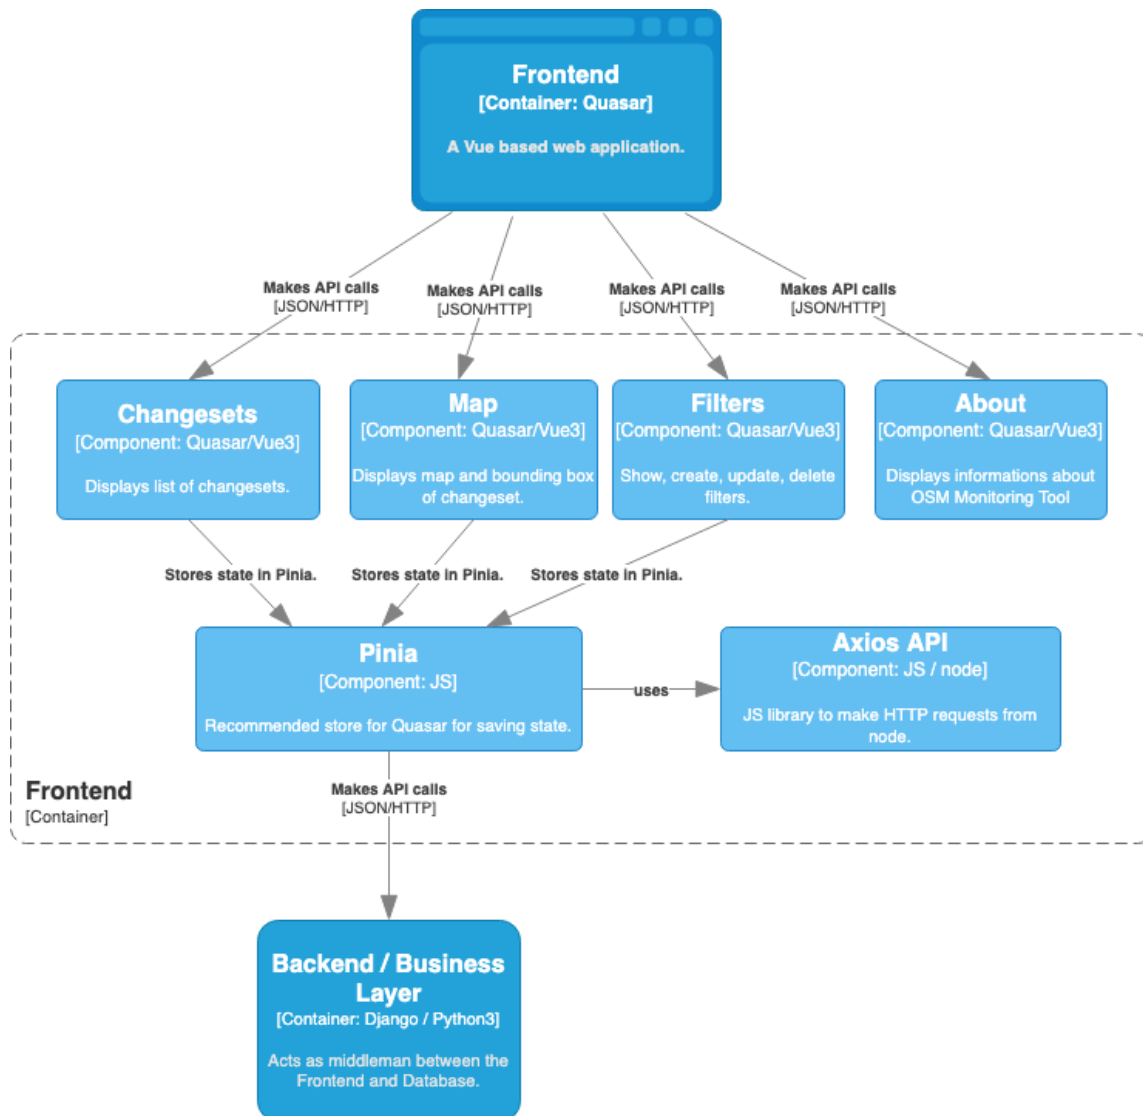 Frontend
[Container: Quasar]
A Vue based web application.
Makes API calls
[JSON/HTTP]
Makes API calls
[JSON/HTTP]
Makes API calls
[JSON/HTTP]
Makes API calls
[JSON/HTTP]
Changesets
[Component: Quasar/Vue3]
Displays list of changesets.
Map
[Component: Quasar/Vue3]
Displays map and bounding box
of changeset.
Filters
[Component: Quasar/Vue3]
Show, create, update, delete
filters.
About
[Component: Quasar/Vue3]
Displays informations about
OSM Monitoring Tool
Stores state in Pinia.
Stores state in Pinia.
Stores state in Pinia.
Pinia
[Component: JS]
Recommended store for Quasar for saving state.
uses
Axios API
[Component: JS / node]
JS library to make HTTP requests from
node.
Frontend
[Container]
Makes API calls
[JSON/HTTP]
Backend / Business
Layer
[Container: Django / Python3]
Acts as middleman between the
Frontend and Database.